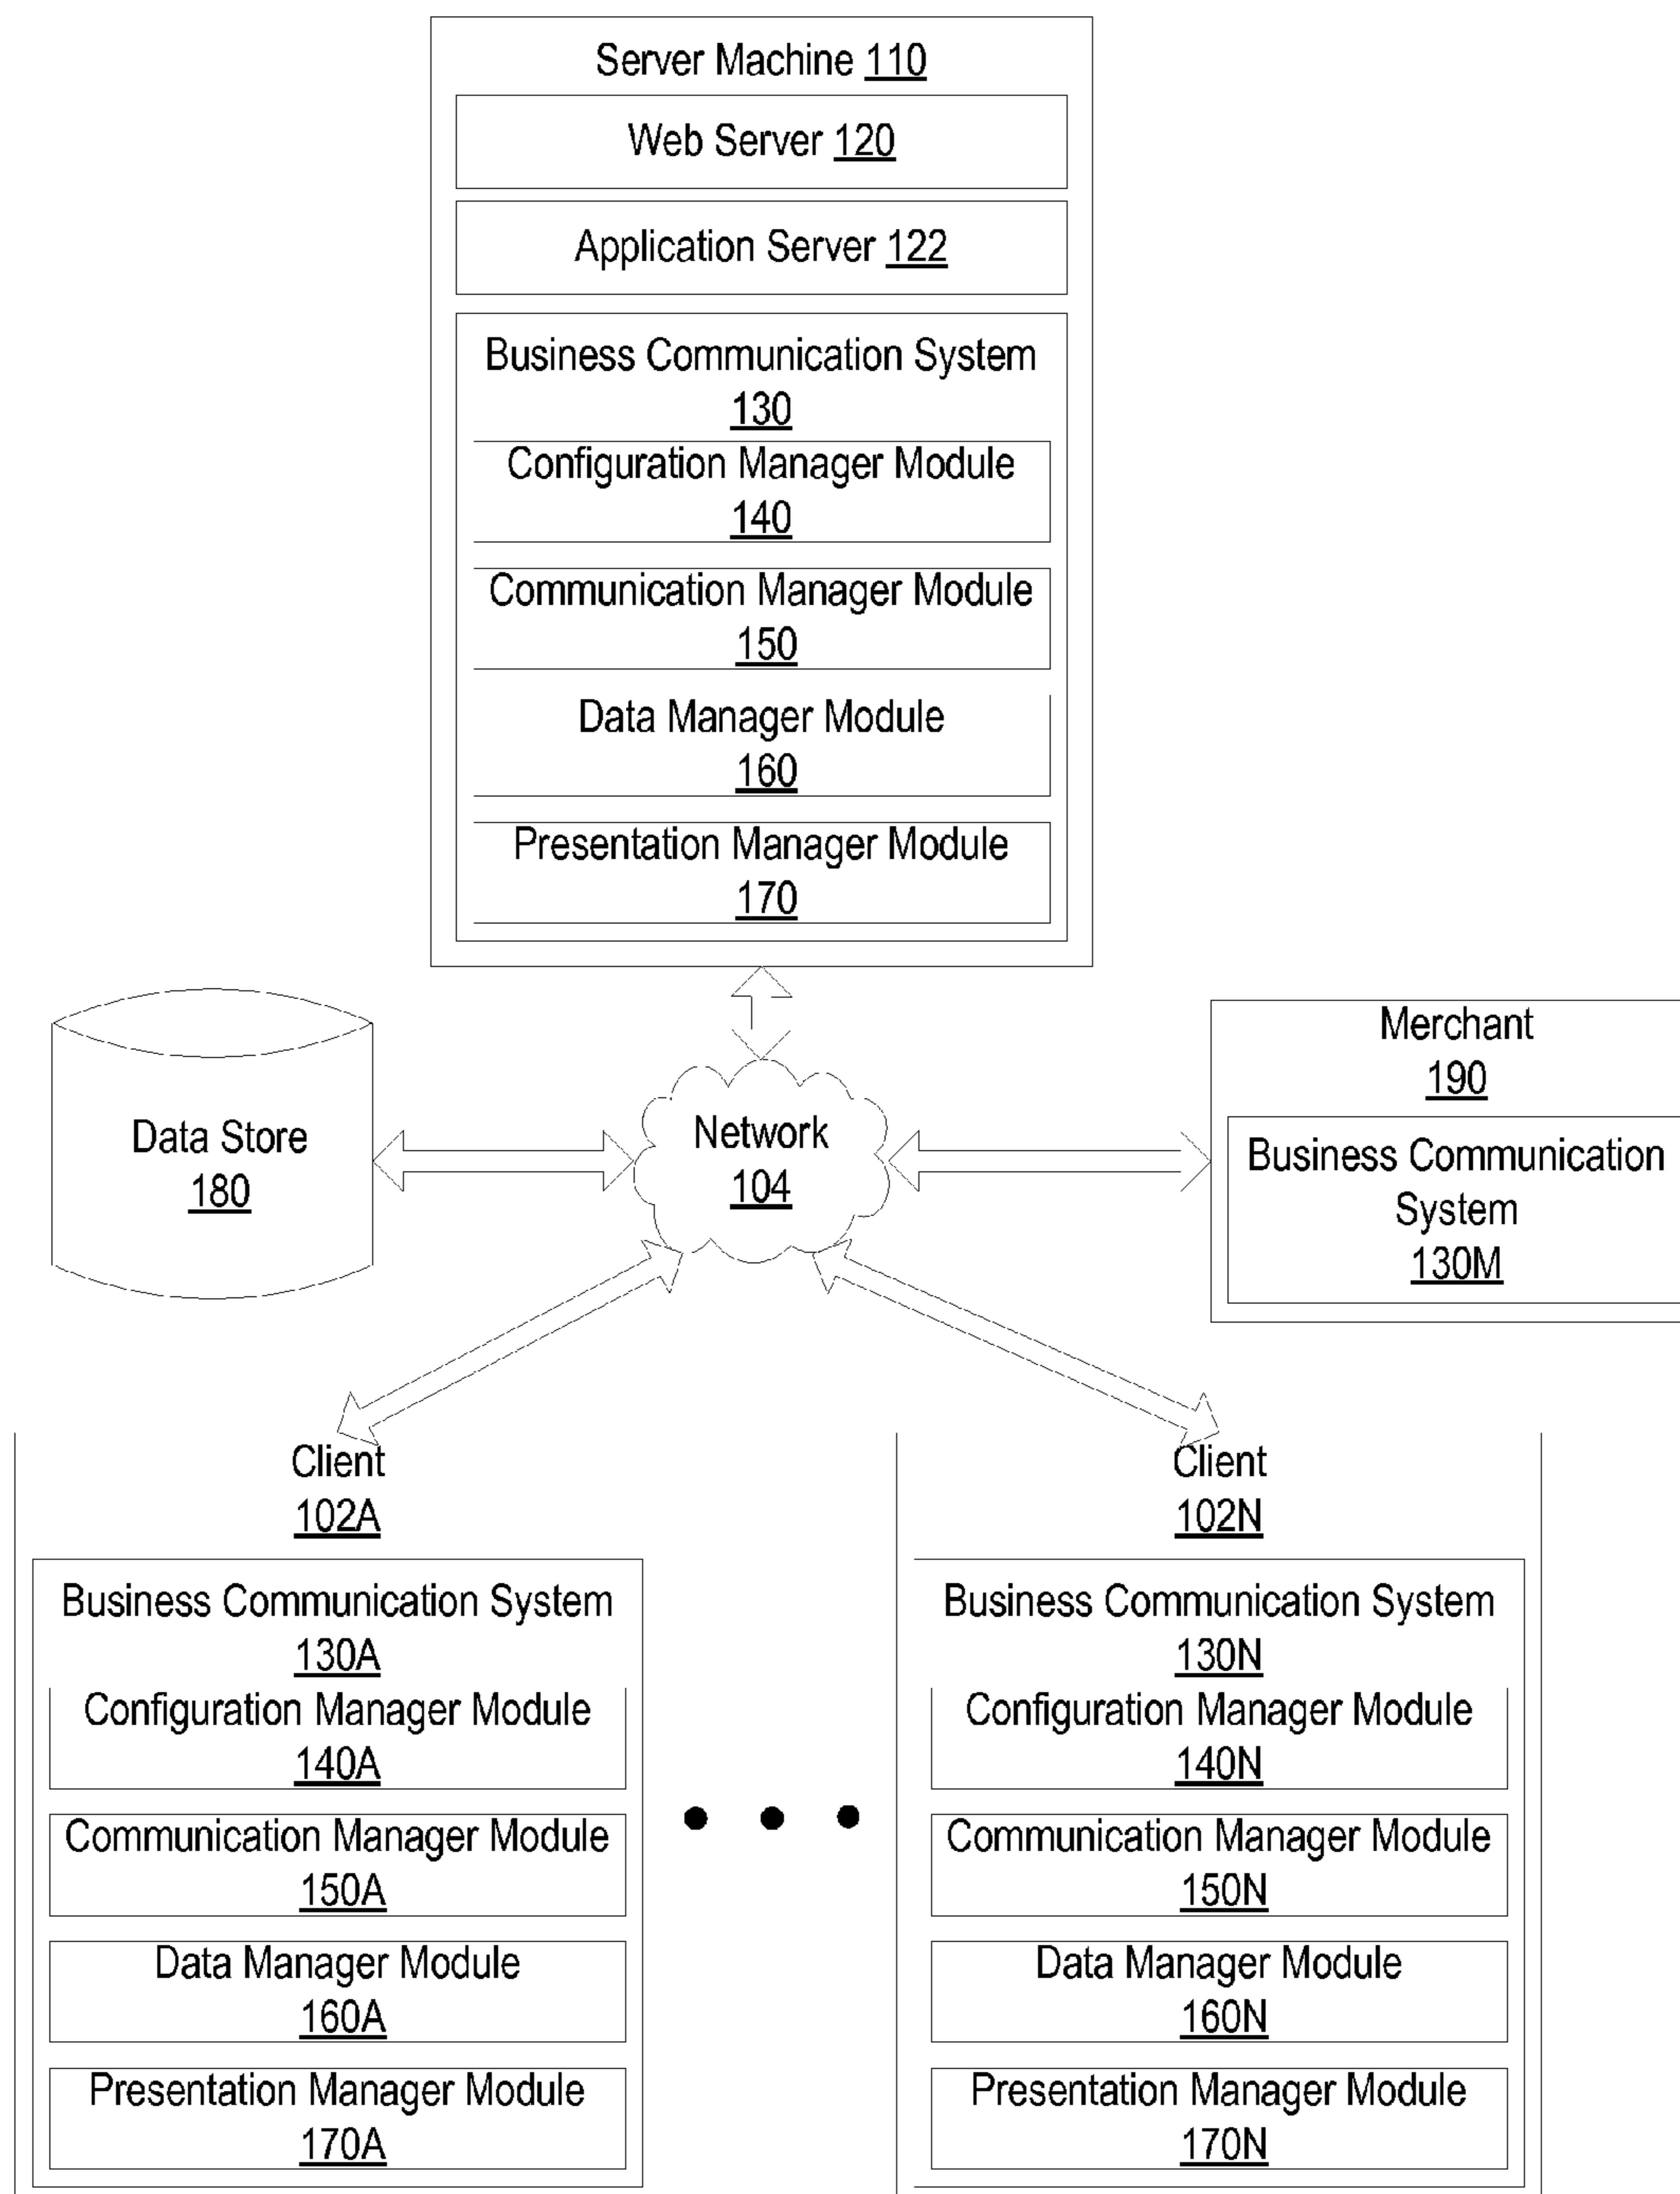 Server Machine 110
Web Server 120
Application Server 122
Business Communication System
130
Configuration Manager Module
140
Communication Manager Module
150
Data Manager Module
160
Presentation Manager Module
170
Data Store
180
Network
104
Merchant
190
Business Communication
System
130M
Client
102A
Business Communication System
130A
Configuration Manager Module
140A
Communication Manager Module
150A
Data Manager Module
160A
Presentation Manager Module
170A
Client
102N
Business Communication System
130N
Configuration Manager Module
140N
Communication Manager Module
150N
Data Manager Module
160N
Presentation Manager Module
170N